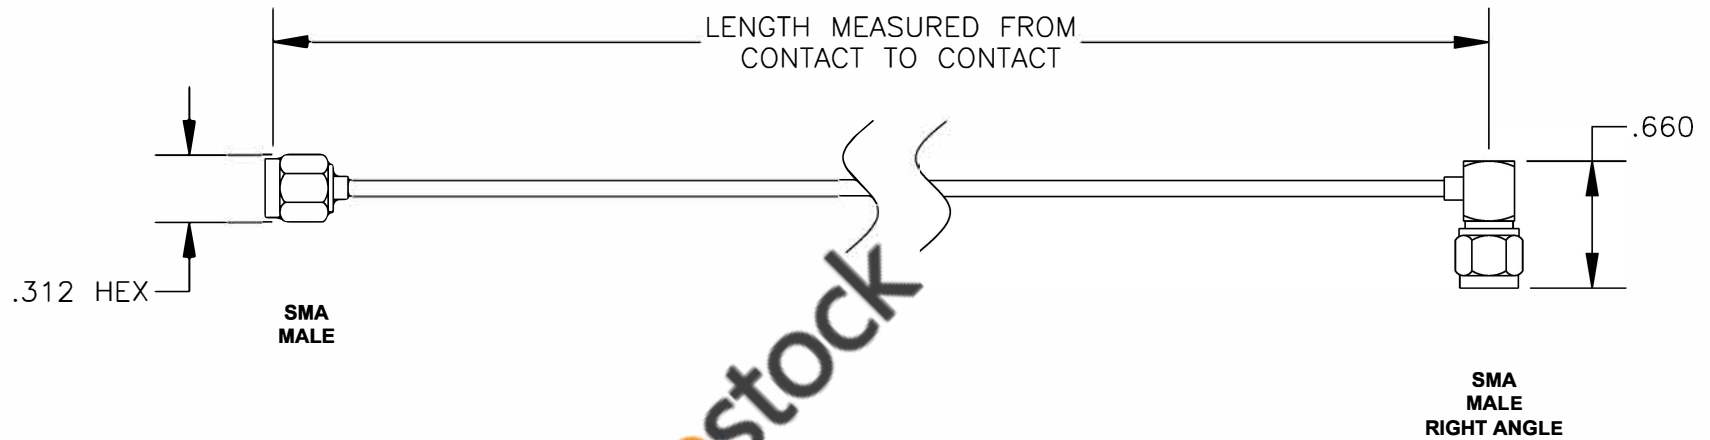 LENGTH MEASURED FROM
CONTACT TO CONTACT
.660
.312 HEX
SMA
MALE
stock
SMA
MALE
RIGHT ANGLE